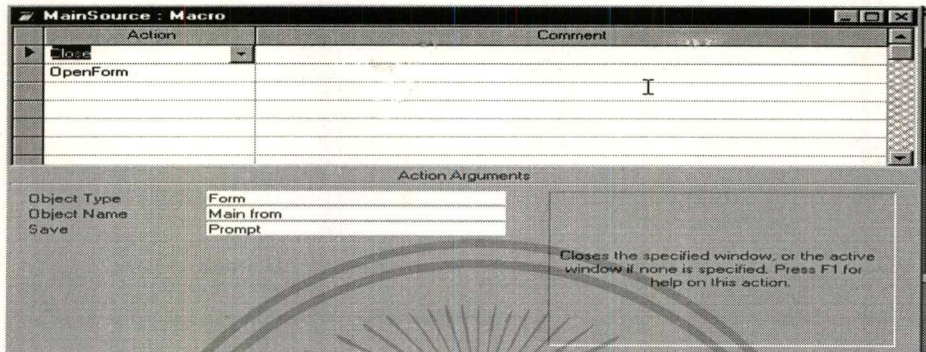 MainSource : Macro
Action Comment
Close
OpenForm
Action Arguments
Object Type Form
Object Name Main from
Save Prompt
Closes the specified window, or the active
window if none is specified. Press F1 for
help on this action.